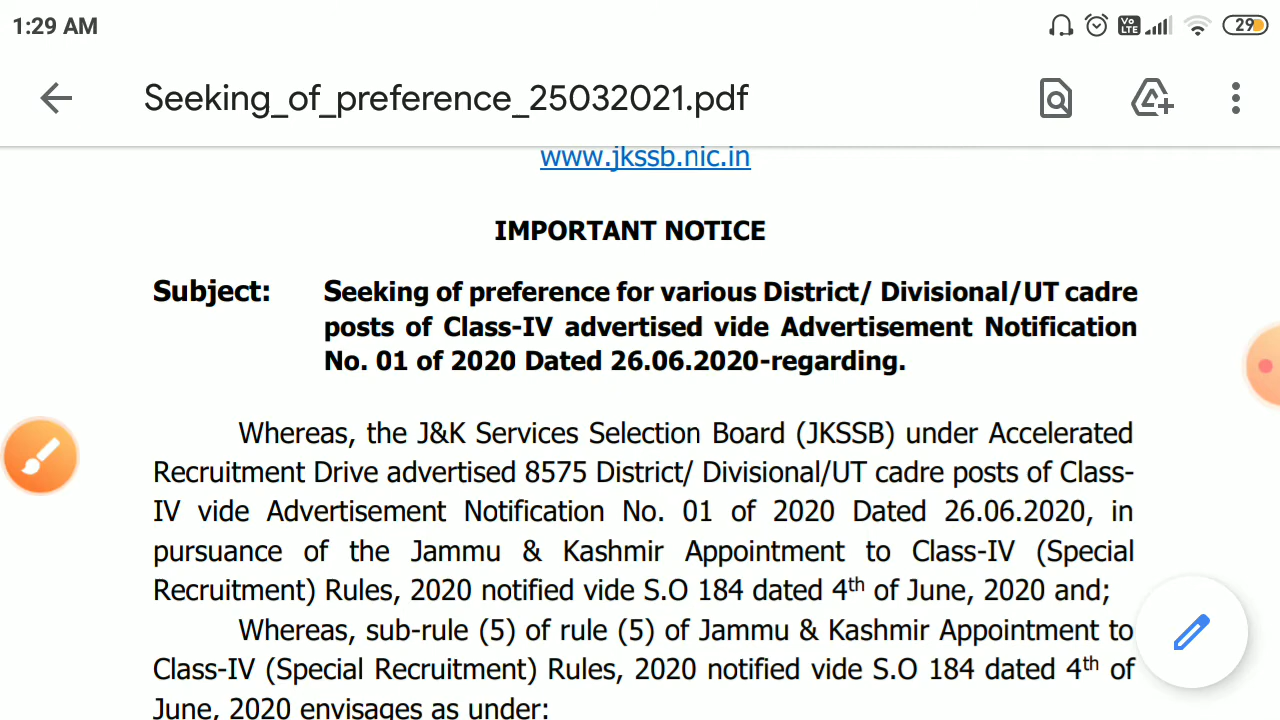 1:29 AM
Vo LTE
29
Seeking_of_preference_25032021.pdf
www.jkssb.nic.in
IMPORTANT NOTICE
Subject: Seeking of preference for various District/ Divisional/UT cadre
posts of Class-IV advertised vide Advertisement Notification
No. 01 of 2020 Dated 26.06.2020-regarding.
Whereas, the J&K Services Selection Board (JKSSB) under Accelerated
Recruitment Drive advertised 8575 District/ Divisional/UT cadre posts of Class-
IV vide Advertisement Notification No. 01 of 2020 Dated 26.06.2020, in
pursuance of the Jammu & Kashmir Appointment to Class-IV (Special
Recruitment) Rules, 2020 notified vide S.O 184 dated 4th of June, 2020 and;
Whereas, sub-rule (5) of rule (5) of Jammu & Kashmir Appointment to
Class-IV (Special Recruitment) Rules, 2020 notified vide S.O 184 dated 4th of
June, 2020 envisages as under: